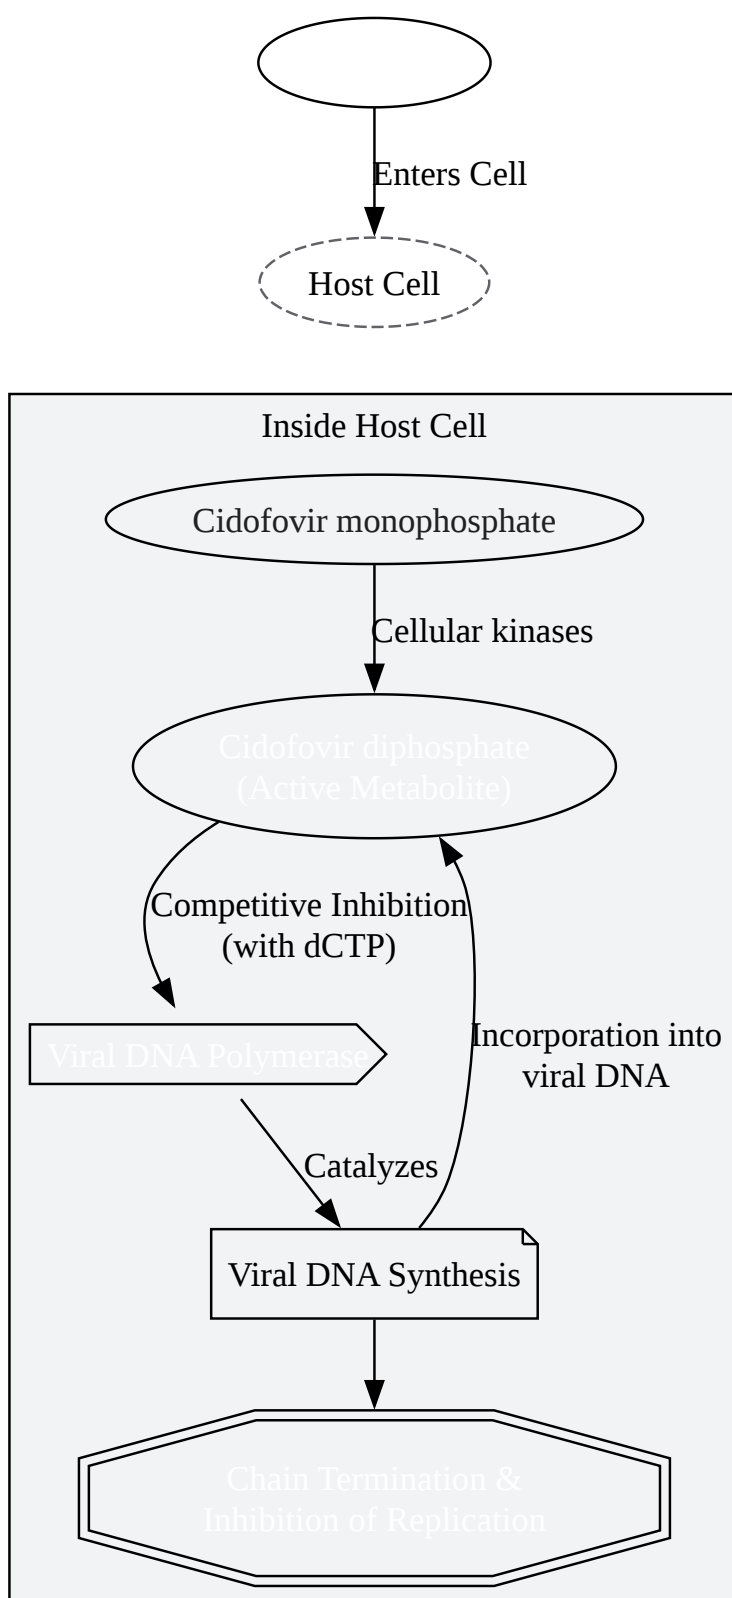 Enters Cell
Host Cell
Inside Host Cell
Cidofovir monophosphate
Cellular kinases
Cidofovir diphosphate
(Active Metabolite)
Competitive Inhibition
(with dCTP)
Incorporation into
viral DNA
Viral DNA Polymerase
Catalyzes
Viral DNA Synthesis
Chain Termination &
Inhibition of Replication